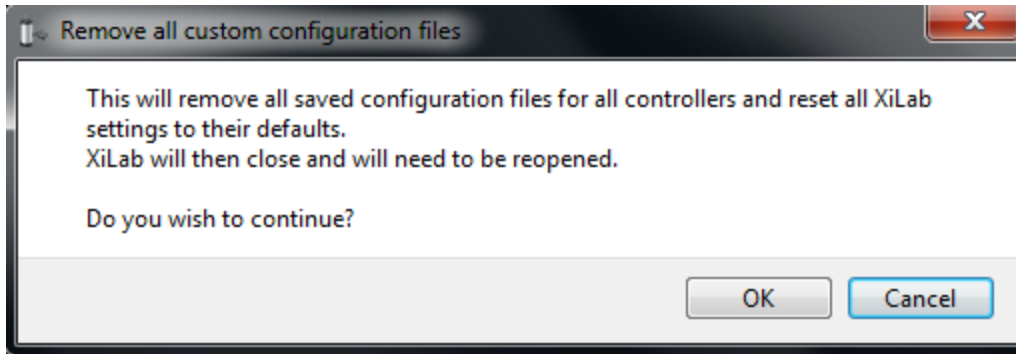 Remove all custom configuration files
This will remove all saved configuration files for all controllers and reset all XiLab
settings to their defaults.
XiLab will then close and will need to be reopened.
Do you wish to continue?
OK
Cancel